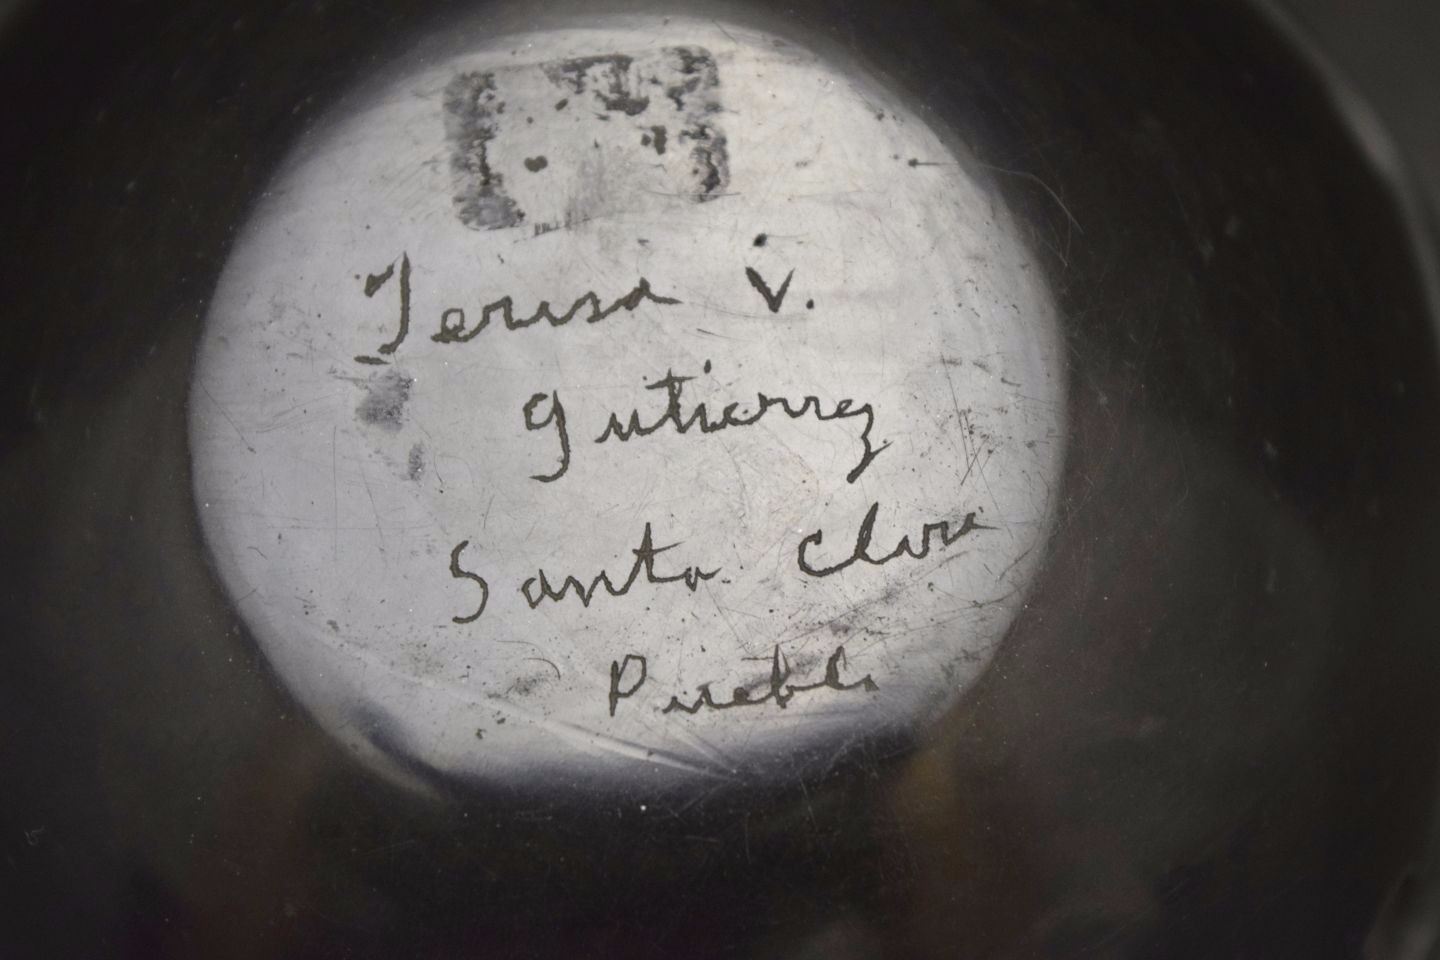 Teresa V.
Gutierrez
Santa Clara
Pueblo